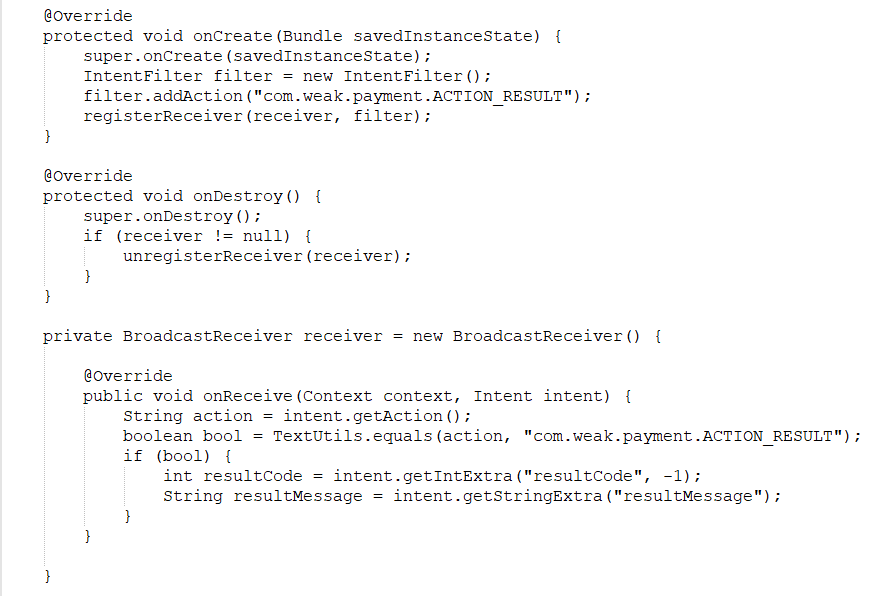 @Override
protected void onCreate(Bundle savedInstanceState) {
    super.onCreate(savedInstanceState);
    IntentFilter filter = new IntentFilter();
    filter.addAction("com.weak.payment.ACTION_RESULT");
    registerReceiver(receiver, filter);
}

@Override
protected void onDestroy() {
    super.onDestroy();
    if (receiver != null) {
        unregisterReceiver(receiver);
    }
}

private BroadcastReceiver receiver = new BroadcastReceiver() {

    @Override
    public void onReceive(Context context, Intent intent) {
        String action = intent.getAction();
        boolean bool = TextUtils.equals(action, "com.weak.payment.ACTION_RESULT");
        if (bool) {
            int resultCode = intent.getIntExtra("resultCode", -1);
            String resultMessage = intent.getStringExtra("resultMessage");
        }
    }

}